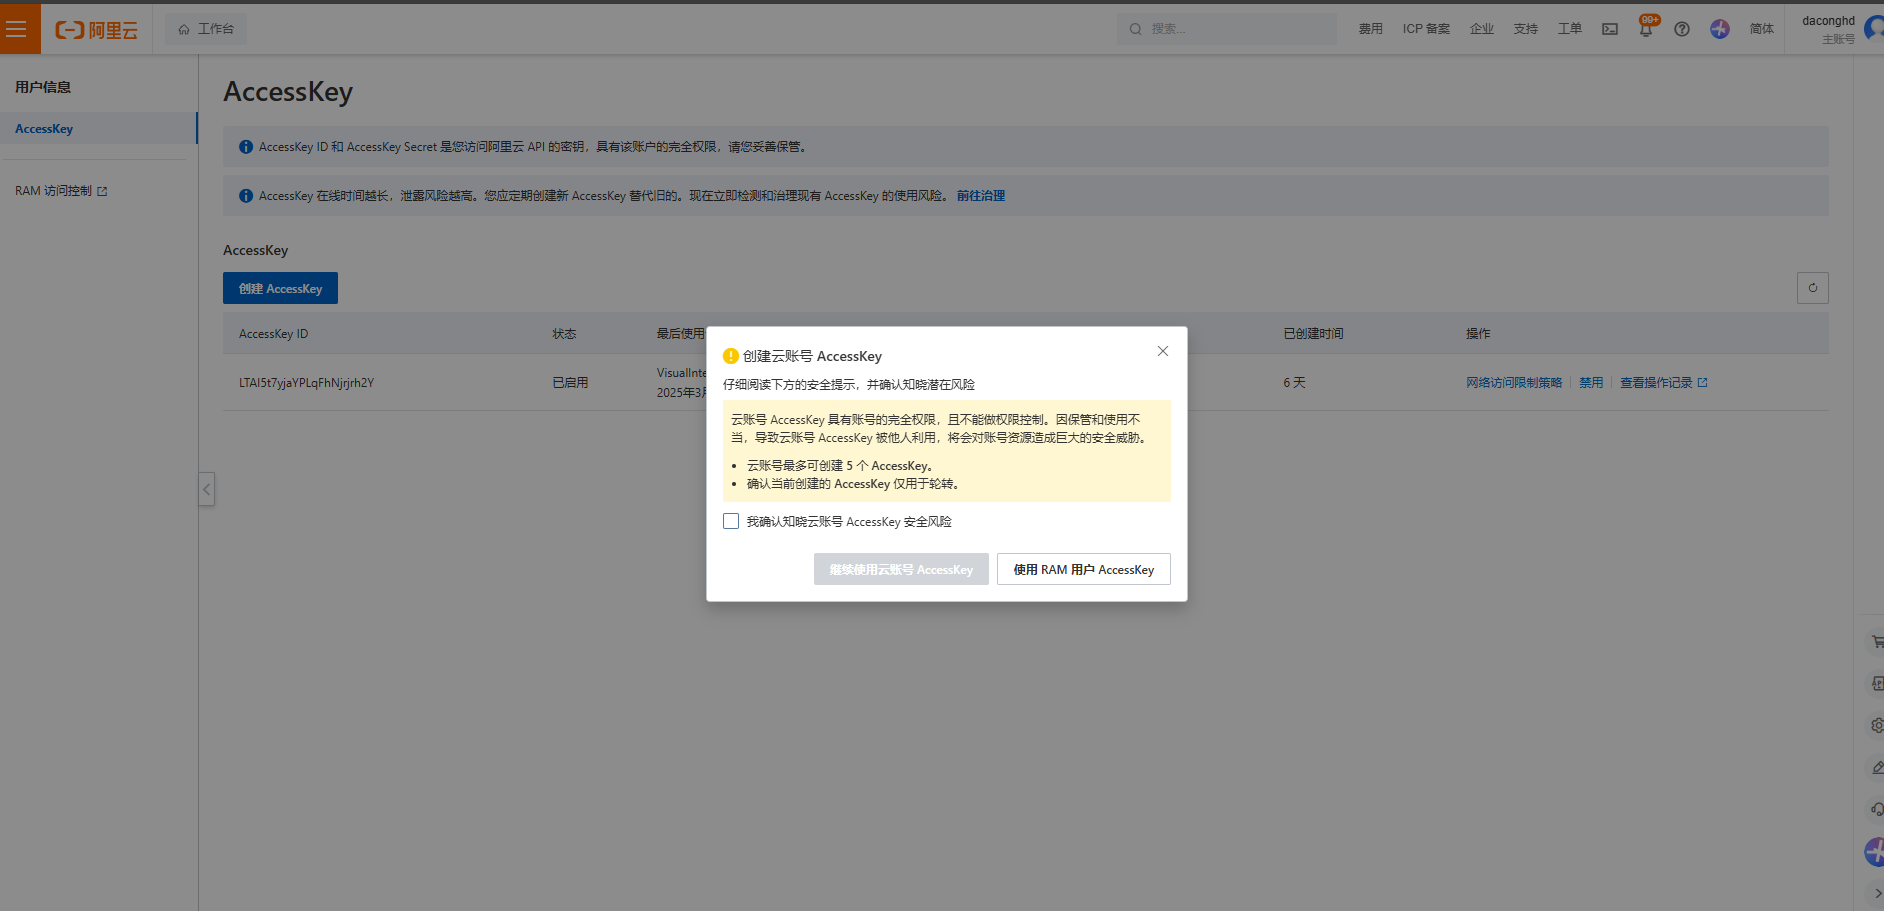 阿里云
工作台
搜索...
费用
ICP 备案
企业
支持
工单
99+
简体
daconghd
主账号
用户信息
AccessKey
RAM 访问控制
AccessKey
AccessKey ID 和 AccessKey Secret 是您访问阿里云 API 的密钥，具有该账户的完全权限，请您妥善保管。
AccessKey 在线时间越长，泄露风险越高。您应定期创建新 AccessKey 替代旧的。现在立即检测和治理现有 AccessKey 的使用风险。 前往治理
AccessKey
创建 AccessKey
AccessKey ID
状态
最后使用
已创建时间
操作
LTAI5t7yjaYPLqFhNjrjrh2Y
已启用
VisualInte
2025年3月
6 天
网络访问限制策略
禁用
查看操作记录
创建云账号 AccessKey
仔细阅读下方的安全提示，并确认知晓潜在风险
云账号 AccessKey 具有账号的完全权限，且不能做权限控制。因保管和使用不
当，导致云账号 AccessKey 被他人利用，将会对账号资源造成巨大的安全威胁。
云账号最多可创建 5 个 AccessKey。
确认当前创建的 AccessKey 仅用于轮转。
我确认知晓云账号 AccessKey 安全风险
继续使用云账号 AccessKey
使用 RAM 用户 AccessKey